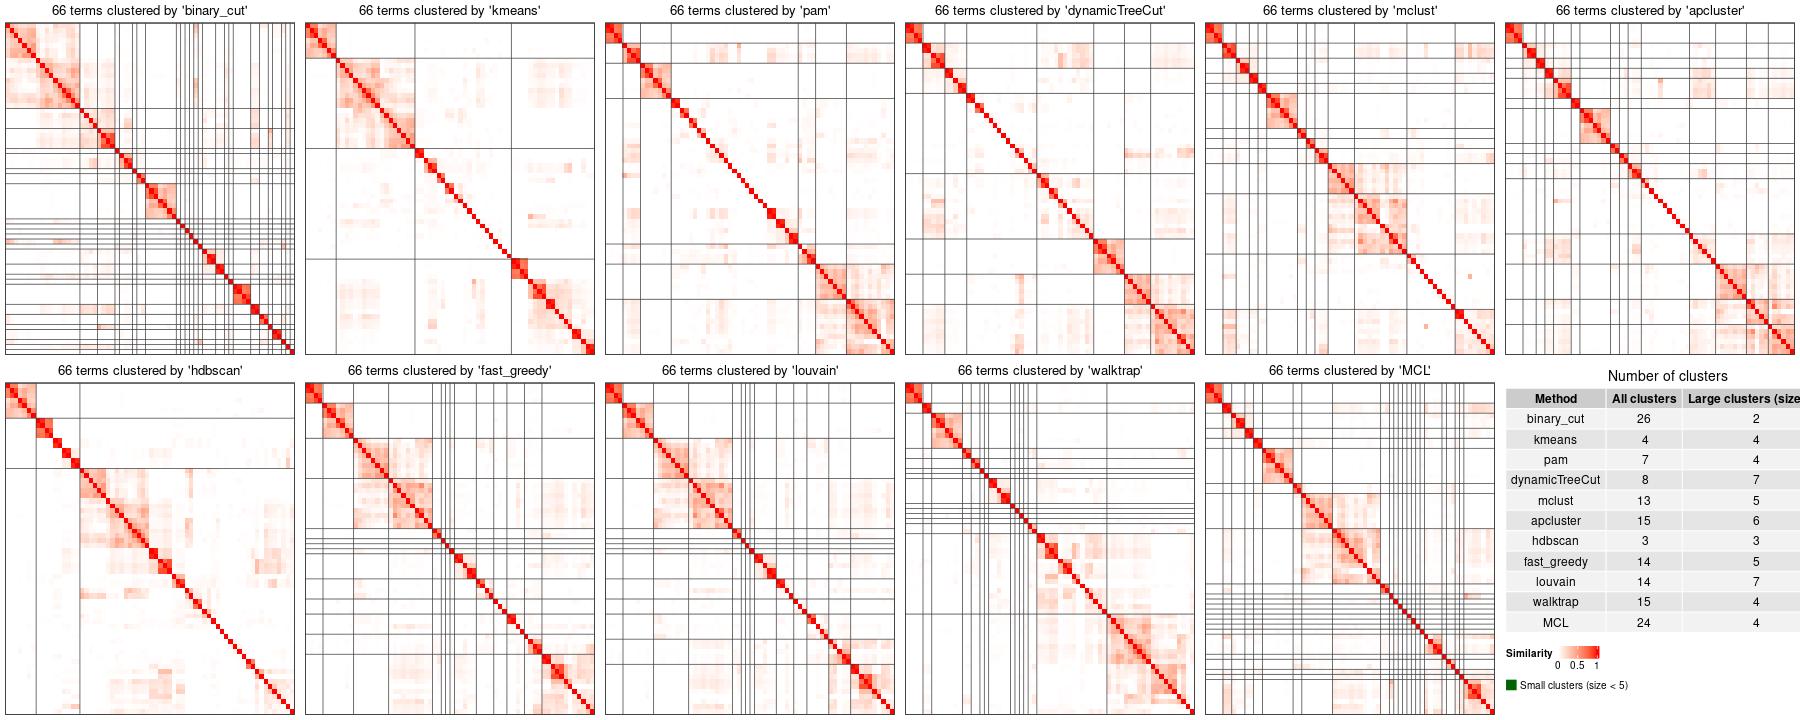 66 terms clustered by 'binary_cut'
66 terms clustered by 'kmeans'
66 terms clustered by 'pam'
66 terms clustered by 'dynamicTreeCut'
66 terms clustered by 'mclust'
66 terms clustered by 'apcluster'
66 terms clustered by 'hdbscan'
66 terms clustered by 'fast_greedy'
66 terms clustered by 'louvain'
66 terms clustered by 'walktrap'
66 terms clustered by 'MCL'
Number of clusters
Method All clusters Large clusters (size
binary_cut 26 2
kmeans 4 4
pam 7 4
dynamicTreeCut 8 7
mclust 13 5
apcluster 15 6
hdbscan 3 3
fast_greedy 14 5
louvain 14 7
walktrap 15 4
MCL 24 4
Similarity
0 0.5 1
Small clusters (size < 5)